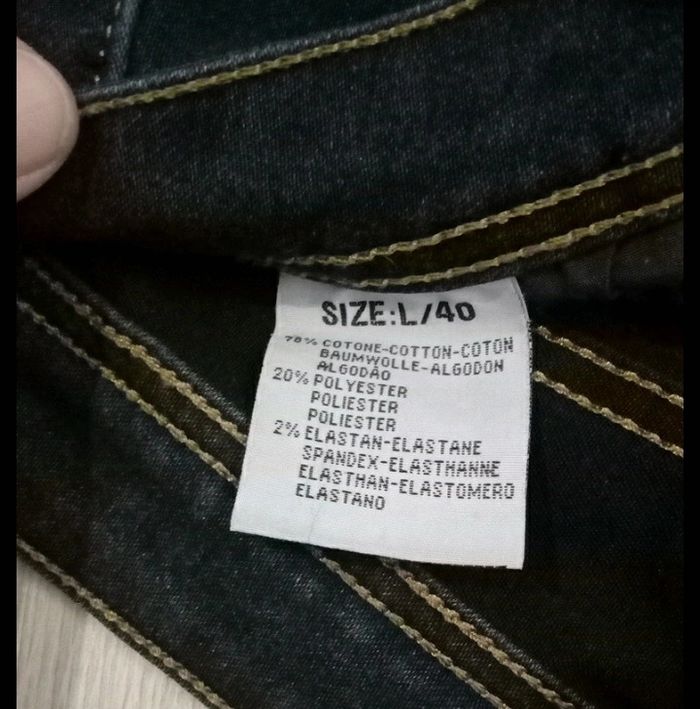 SIZE:L/40
78% COTONE-COTTON-COTON
BAUMWOLLE-ALGODON
ALGODÃO
20% POLYESTER
POLIESTER
POLIESTER
2% ELASTAN-ELASTANE
SPANDEX-ELASTHANNE
ELASTHAN-ELASTOMERO
ELASTANO